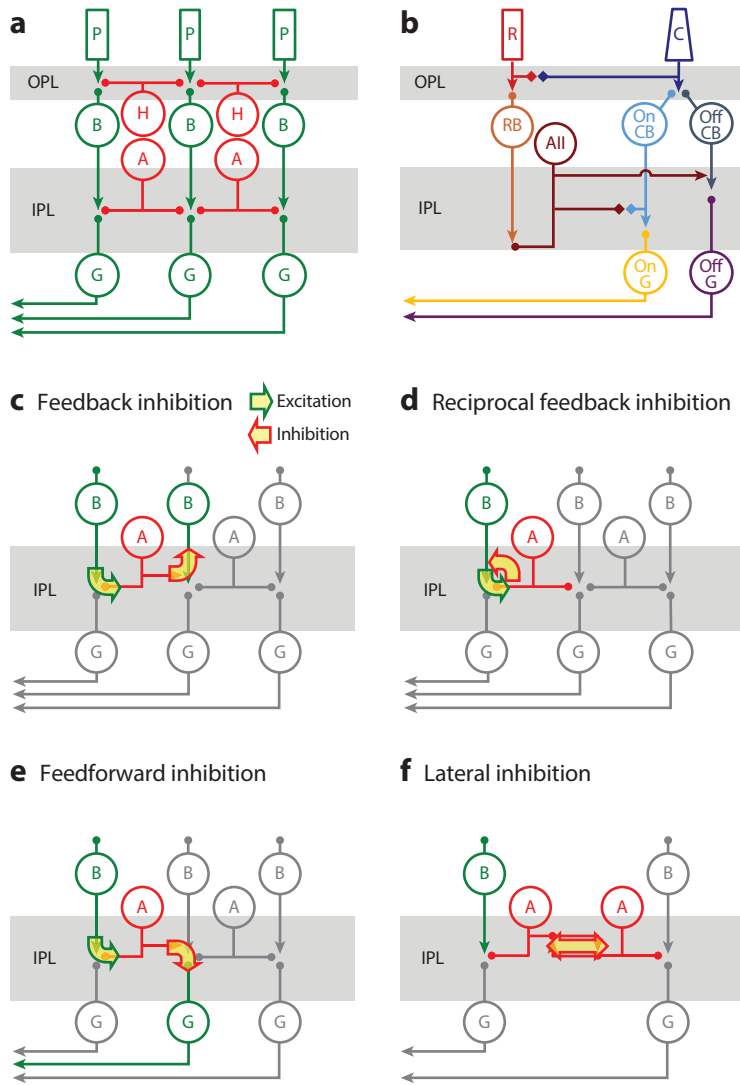 a
P P P
OPL
H H
B B B
A A
IPL
G G G
b
R C
OPL
RB
On
CB
Off
CB
AII
IPL
On
G
Off
G
c Feedback inhibition
Excitation
Inhibition
B B B
A A
IPL
G G G
d Reciprocal feedback inhibition
B B B
A A
IPL
G G G
e Feedforward inhibition
B B B
A A
IPL
G G G
f Lateral inhibition
B B
A A
IPL
G G